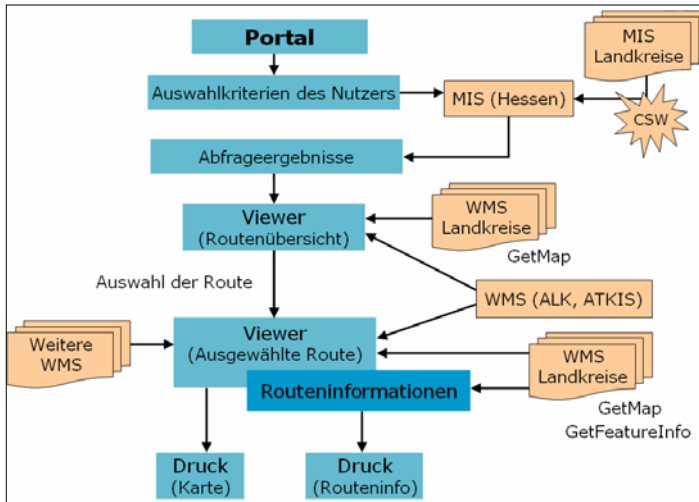 Portal
MIS
Landkreise
Auswahlkriterien des Nutzers
MIS (Hessen)
CSW
Abfrageergebnisse
Viewer
(Routenübersicht)
WMS
Landkreise
GetMap
Auswahl der Route
WMS (ALK, ATKIS)
Weitere
WMS
Viewer
(Ausgewählte Route)
WMS
Landkreise
Routeninformationen
GetMap
GetFeatureInfo
Druck
(Karte)
Druck
(Routeninfo)